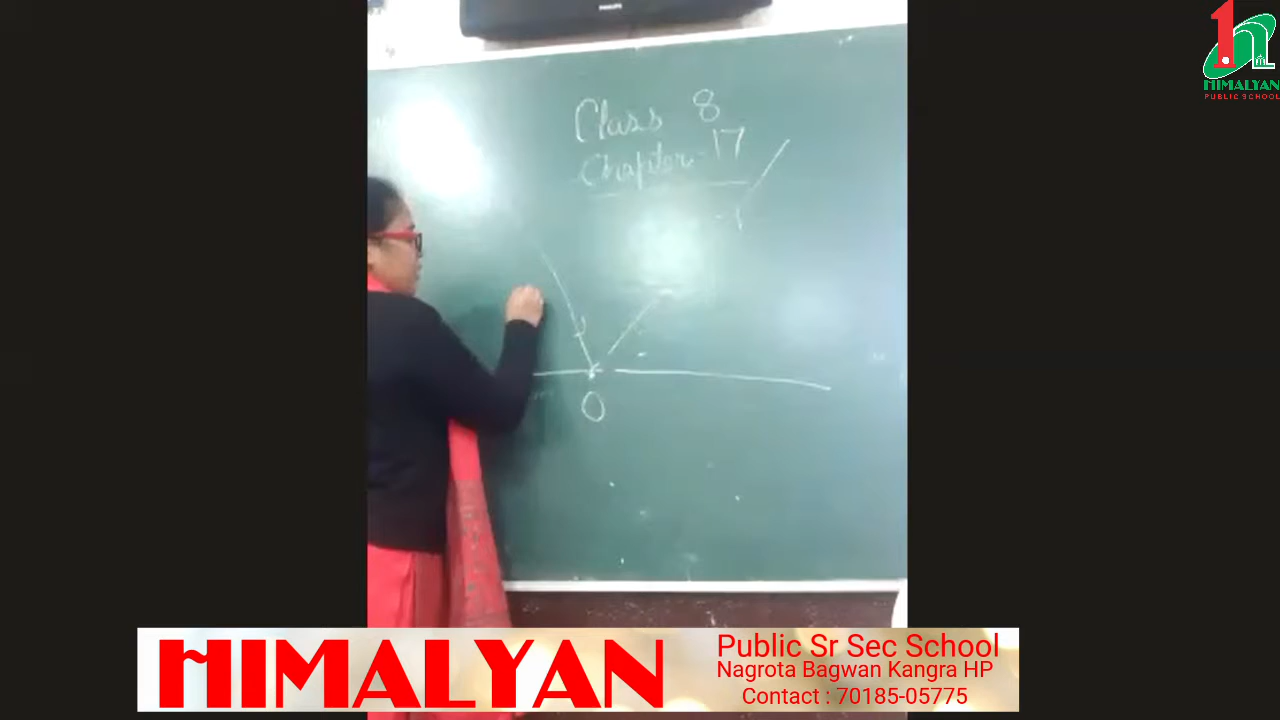 PHILIPS
HIMALYAN
PUBLIC SCHOOL
Class 8
Chapter-17
O
HIMALYAN
Public Sr Sec School
Nagrota Bagwan Kangra HP
Contact : 70185-05775